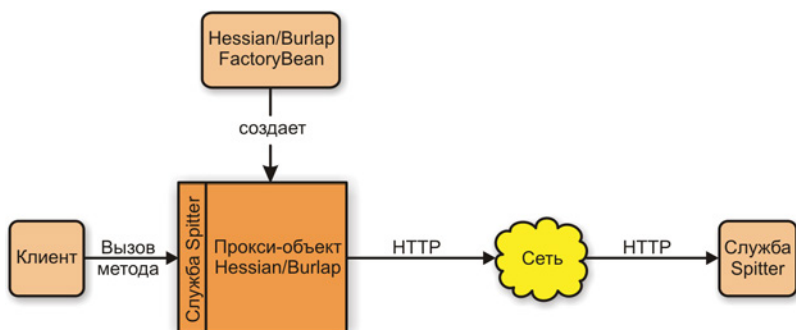 Hessian/Burlap
FactoryBean
создает
Клиент
Вызов
метода
Служба Spitter
Прокси-объект
Hessian/Burlap
HTTP
Сеть
HTTP
Служба
Spitter